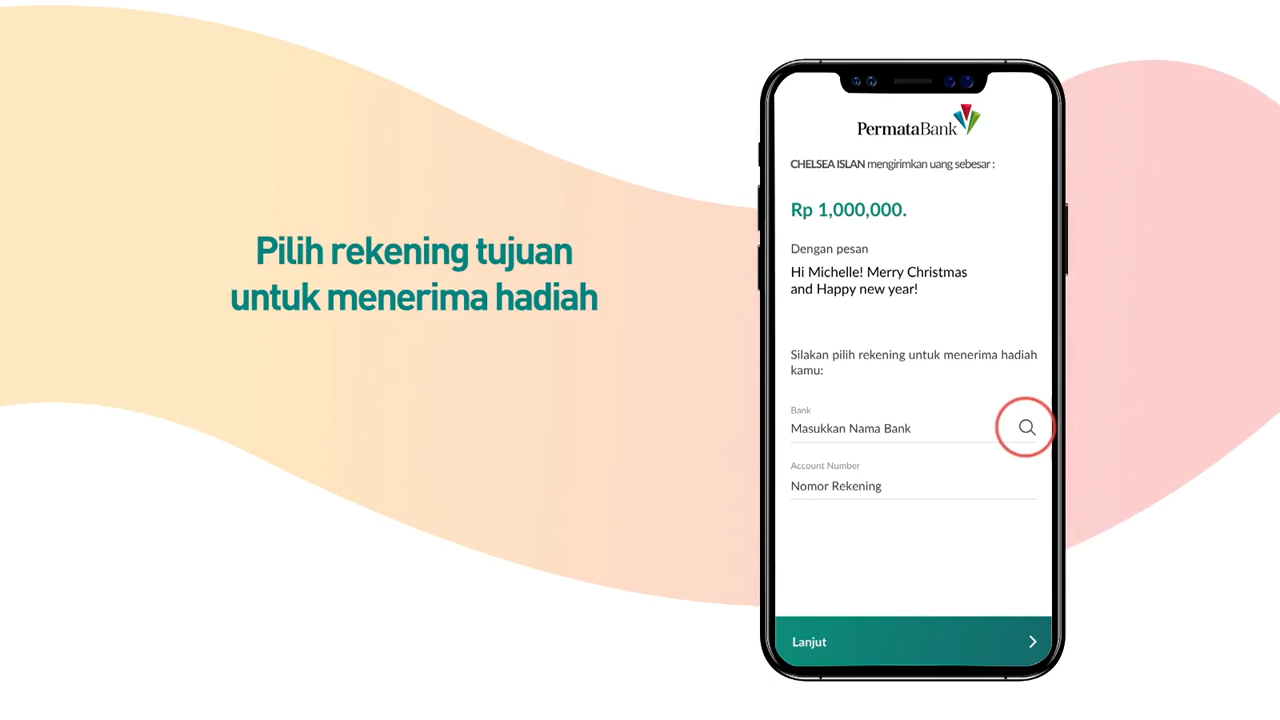 Pilih rekening tujuan
untuk menerima hadiah
PermataBank
CHELSEA ISLAN mengirimkan uang sebesar :
Rp 1,000,000.
Dengan pesan
Hi Michelle! Merry Christmas
and Happy new year!
Silakan pilih rekening untuk menerima hadiah
kamu:
Bank
Masukkan Nama Bank
Account Number
Nomor Rekening
Lanjut